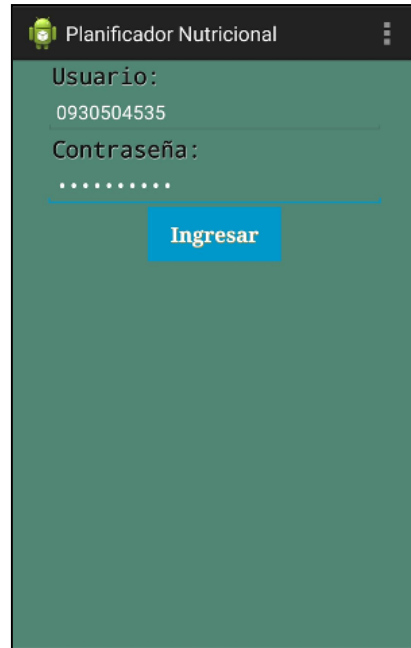 Planificador Nutricional
Usuario:
0930504535
Contraseña:
··········
Ingresar